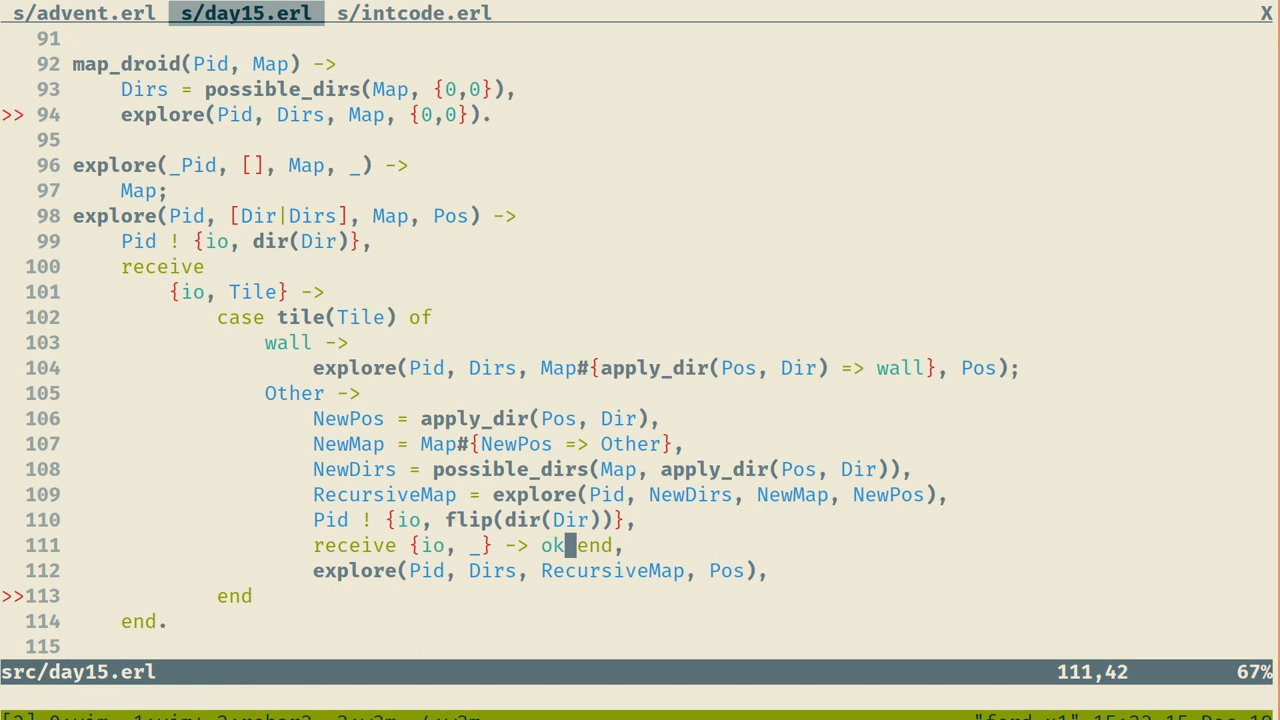 s/advent.erl s/day15.erl s/intcode.erl X
91
92 map_droid(Pid, Map) ->
93     Dirs = possible_dirs(Map, {0,0}),
>> 94     explore(Pid, Dirs, Map, {0,0}).
95
96 explore(_Pid, [], Map, _) ->
97     Map;
98 explore(Pid, [Dir|Dirs], Map, Pos) ->
99     Pid ! {io, dir(Dir)},
100     receive
101         {io, Tile} ->
102             case tile(Tile) of
103                 wall ->
104                     explore(Pid, Dirs, Map#{apply_dir(Pos, Dir) => wall}, Pos);
105                 Other ->
106                     NewPos = apply_dir(Pos, Dir),
107                     NewMap = Map#{NewPos => Other},
108                     NewDirs = possible_dirs(Map, apply_dir(Pos, Dir)),
109                     RecursiveMap = explore(Pid, NewDirs, NewMap, NewPos),
110                     Pid ! {io, flip(dir(Dir))},
111                     receive {io, _} -> ok end,
112                     explore(Pid, Dirs, RecursiveMap, Pos),
>>113             end
114     end.
115
src/day15.erl 111,42 67%